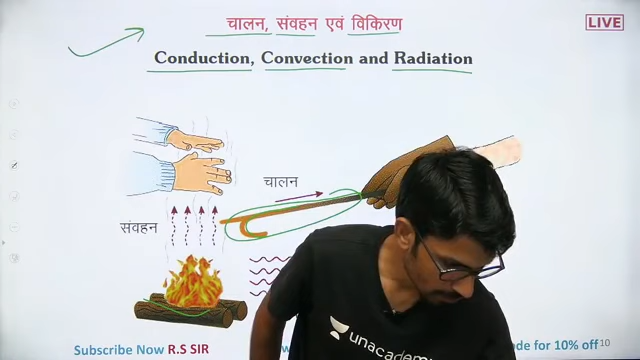 चालन, संवहन एवं विकिरण
LIVE
Conduction, Convection and Radiation
चालन
संवहन
unacademy
Subscribe Now R.S SIR
de for 10% off
10